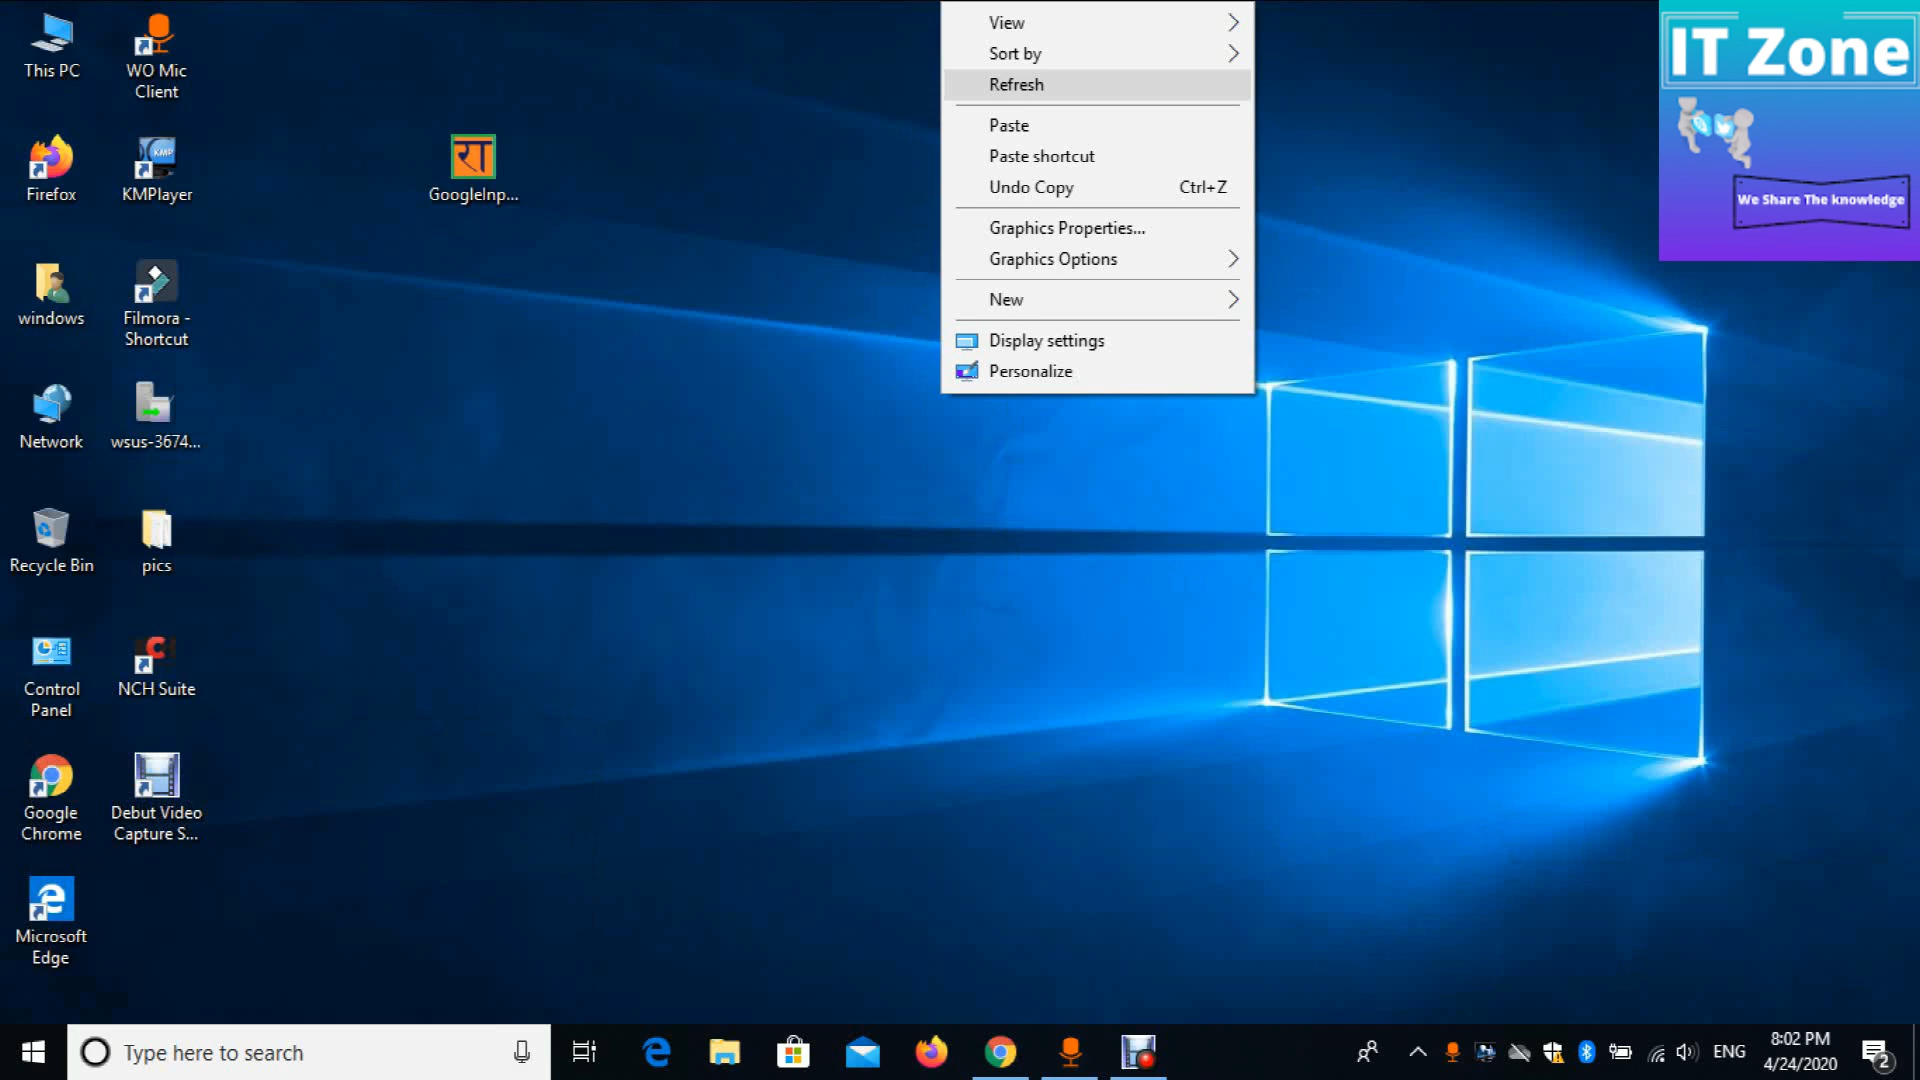 This PC
WO Mic
Client
Firefox
KMPlayer
KMP
रा
GoogleInp...
windows
Filmora -
Shortcut
Network
wsus-3674...
Recycle Bin
pics
Control
Panel
NCH Suite
Google
Chrome
Debut Video
Capture S...
Microsoft
Edge
View
Sort by
Refresh
Paste
Paste shortcut
Undo Copy Ctrl+Z
Graphics Properties...
Graphics Options
New
Display settings
Personalize
IT Zone
We Share The knowledge
Type here to search
ENG
8:02 PM
4/24/2020
2